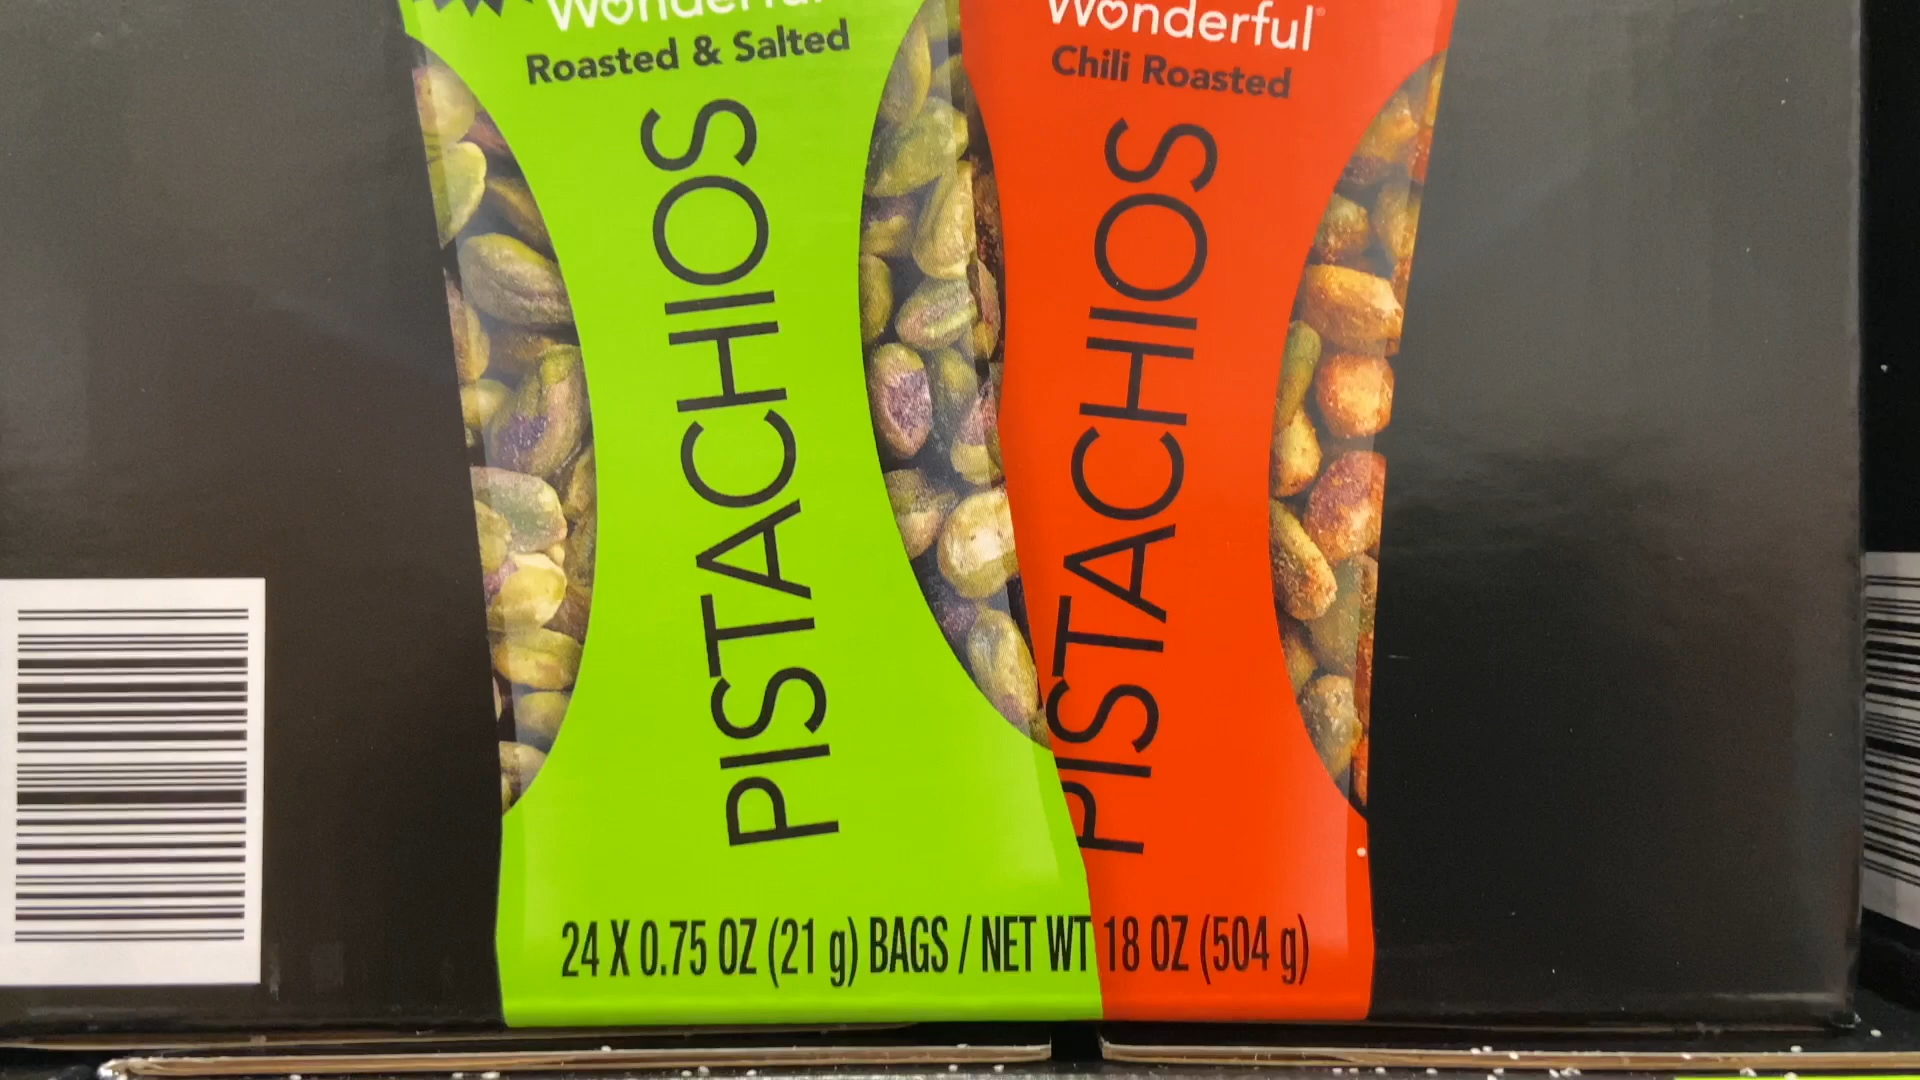 Wonderful
Roasted & Salted
PISTACHIOS
Wonderful
Chili Roasted
PISTACHIOS
24 X 0.75 OZ (21 g) BAGS / NET WT 18 OZ (504 g)